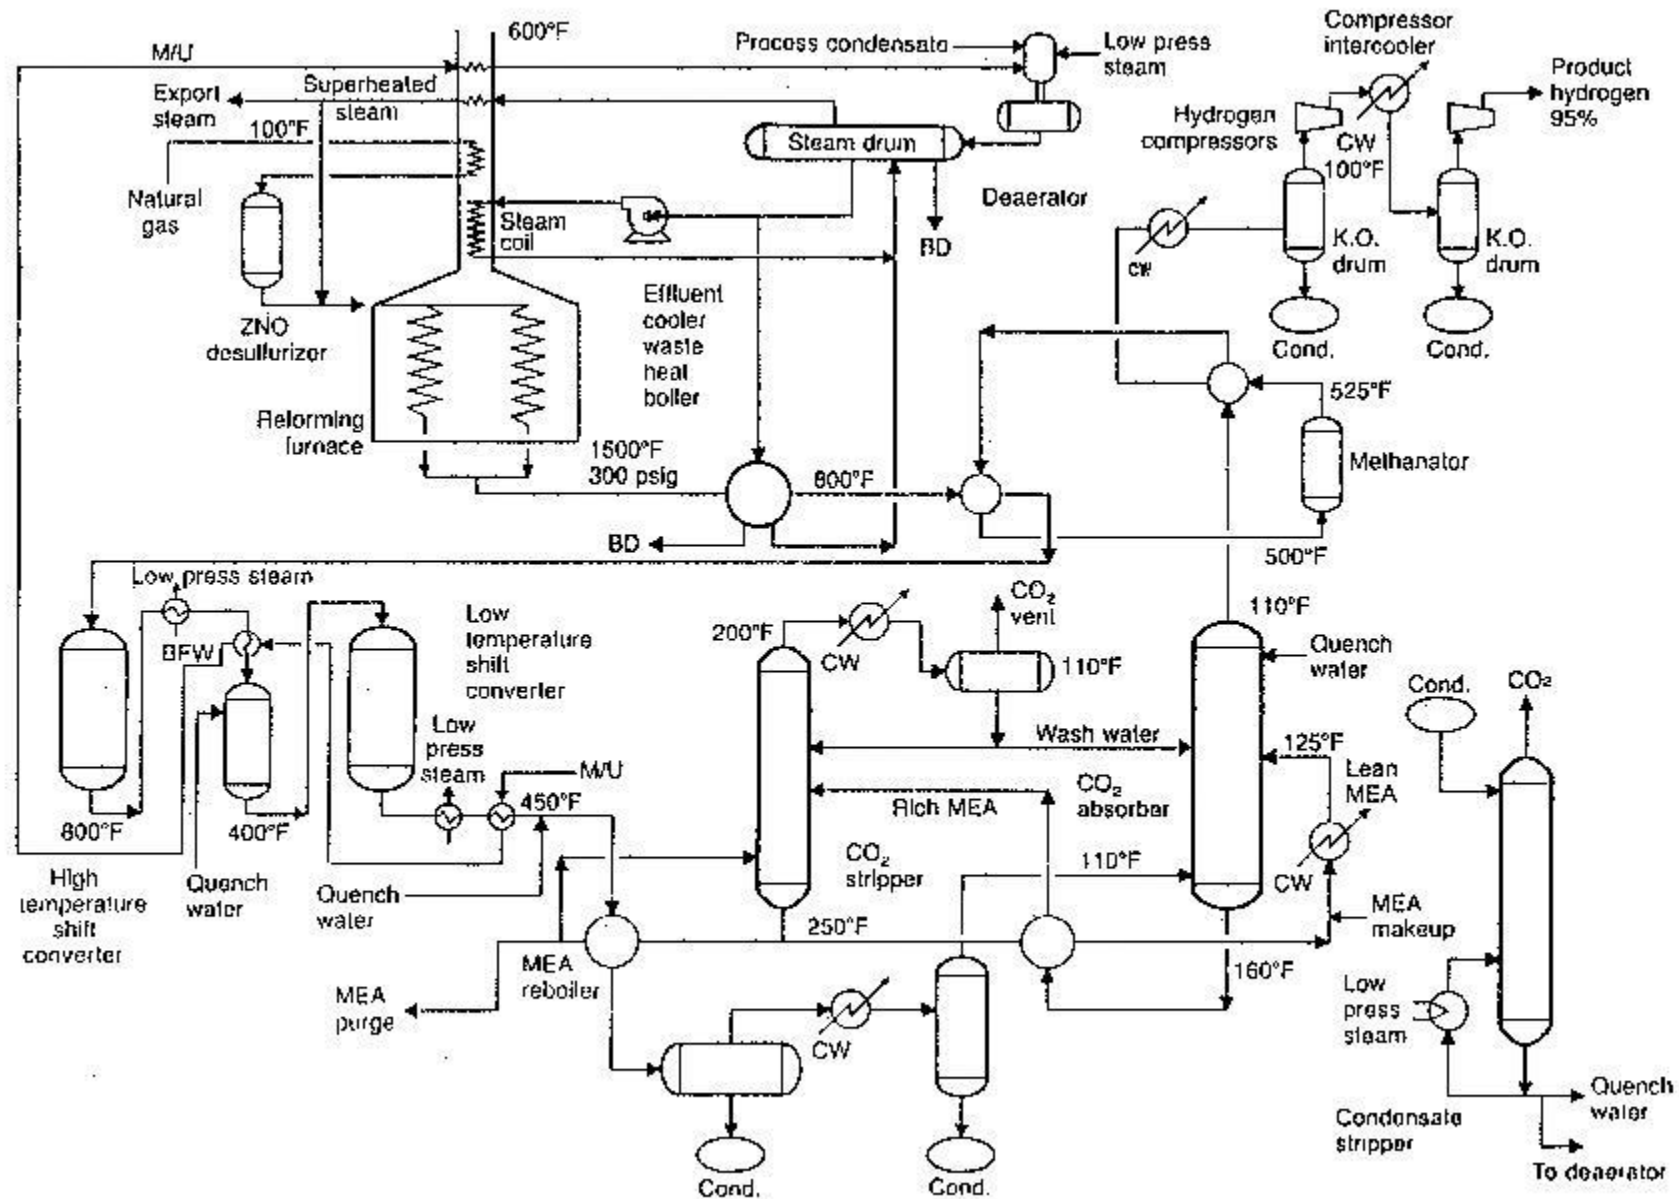 600°F
M/U
Process condensate
Low press
steam
Compressor
intercooler
Export
steam
Superheated
steam
100°F
Steam drum
Hydrogen
compressors
Product
hydrogen
95%
CW
100°F
Natural
gas
Steam
coil
Deaerator
BD
CW
K.O.
drum
K.O.
drum
ZNO
desulfurizer
Effluent
cooler
waste
heat
boiler
Cond.
Cond.
Reforming
furnace
525°F
1500°F
300 psig
800°F
Methanator
BD
500°F
Low press steam
BFW
Low
temperature
shift
converter
200°F
CW
CO₂
vent
110°F
110°F
Quench
water
Cond.
CO₂
Low
press
steam
M/U
450°F
Wash water
125°F
Lean
MEA
Rich MEA
CO₂
absorber
800°F
400°F
CO₂
stripper
110°F
CW
High
temperature
shift
converter
Quench
water
Quench
water
MEA
reboiler
250°F
MEA
makeup
160°F
MEA
purge
CW
Low
press
steam
Condensate
stripper
Quench
water
To deaerator
Cond.
Cond.